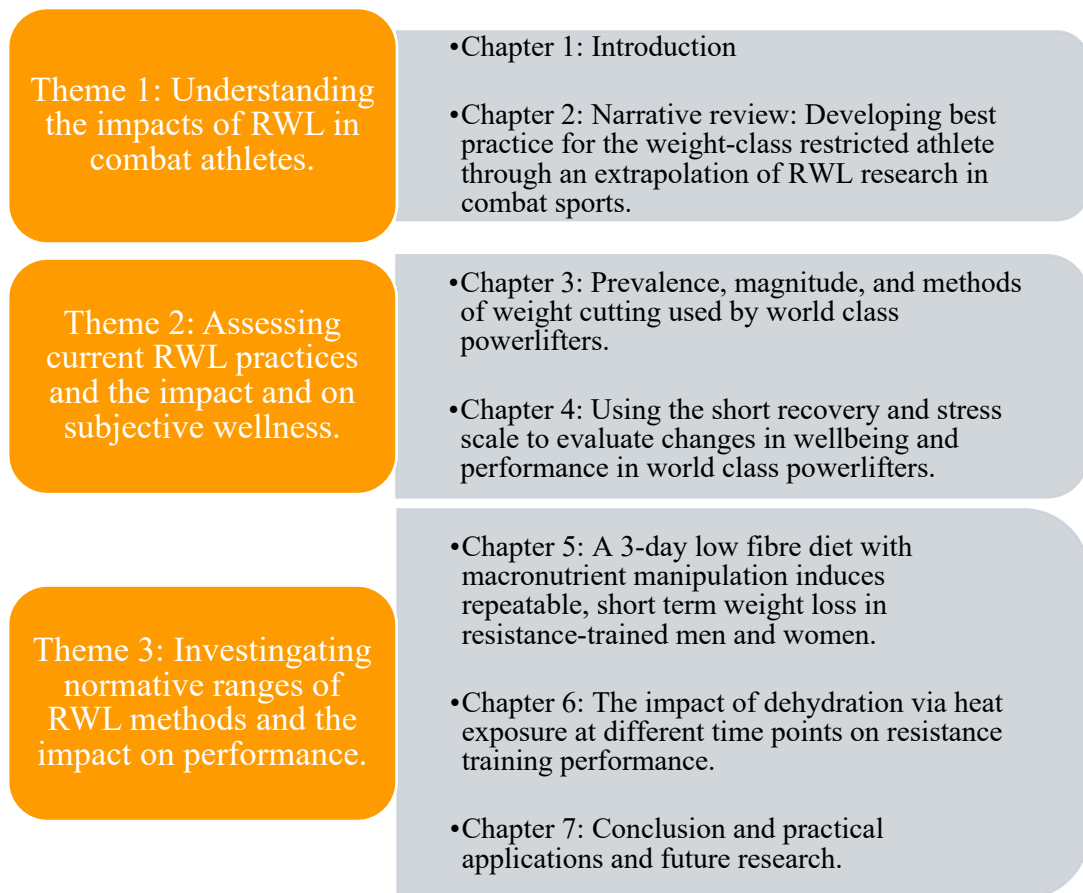 Theme 1: Understanding
the impacts of RWL in
combat athletes.
•Chapter 1: Introduction
•Chapter 2: Narrative review: Developing best
practice for the weight-class restricted athlete
through an extrapolation of RWL research in
combat sports.
Theme 2: Assessing
current RWL practices
and the impact and on
subjective wellness.
•Chapter 3: Prevalence, magnitude, and methods
of weight cutting used by world class
powerlifters.
•Chapter 4: Using the short recovery and stress
scale to evaluate changes in wellbeing and
performance in world class powerlifters.
Theme 3: Investingating
normative ranges of
RWL methods and the
impact on performance.
•Chapter 5: A 3-day low fibre diet with
macronutrient manipulation induces
repeatable, short term weight loss in
resistance-trained men and women.
•Chapter 6: The impact of dehydration via heat
exposure at different time points on resistance
training performance.
•Chapter 7: Conclusion and practical
applications and future research.